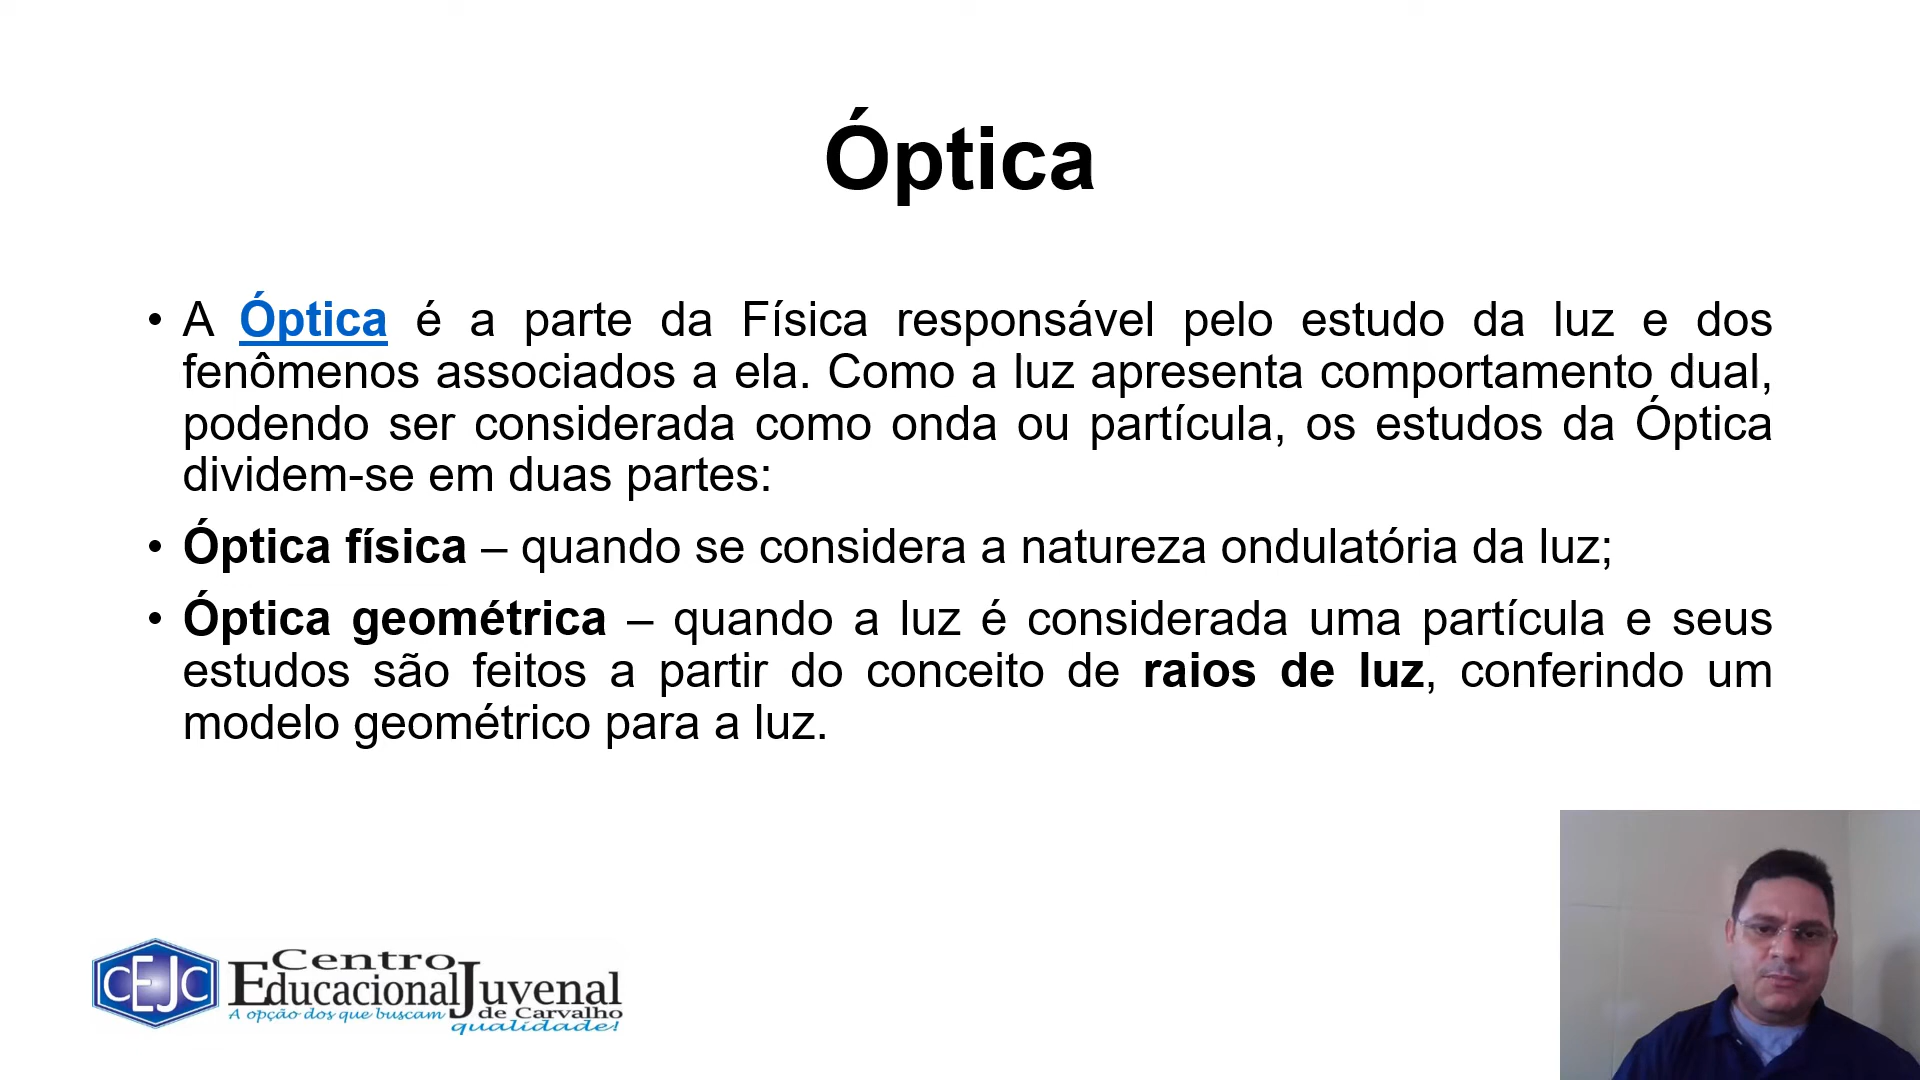 Óptica
• A Óptica é a parte da Física responsável pelo estudo da luz e dos
fenômenos associados a ela. Como a luz apresenta comportamento dual,
podendo ser considerada como onda ou partícula, os estudos da Óptica
dividem-se em duas partes:
• Óptica física – quando se considera a natureza ondulatória da luz;
• Óptica geométrica – quando a luz é considerada uma partícula e seus
estudos são feitos a partir do conceito de raios de luz, conferindo um
modelo geométrico para a luz.
CEJC
Centro
Educacional Juvenal
de Carvalho
A opção dos que buscam
qualidade!